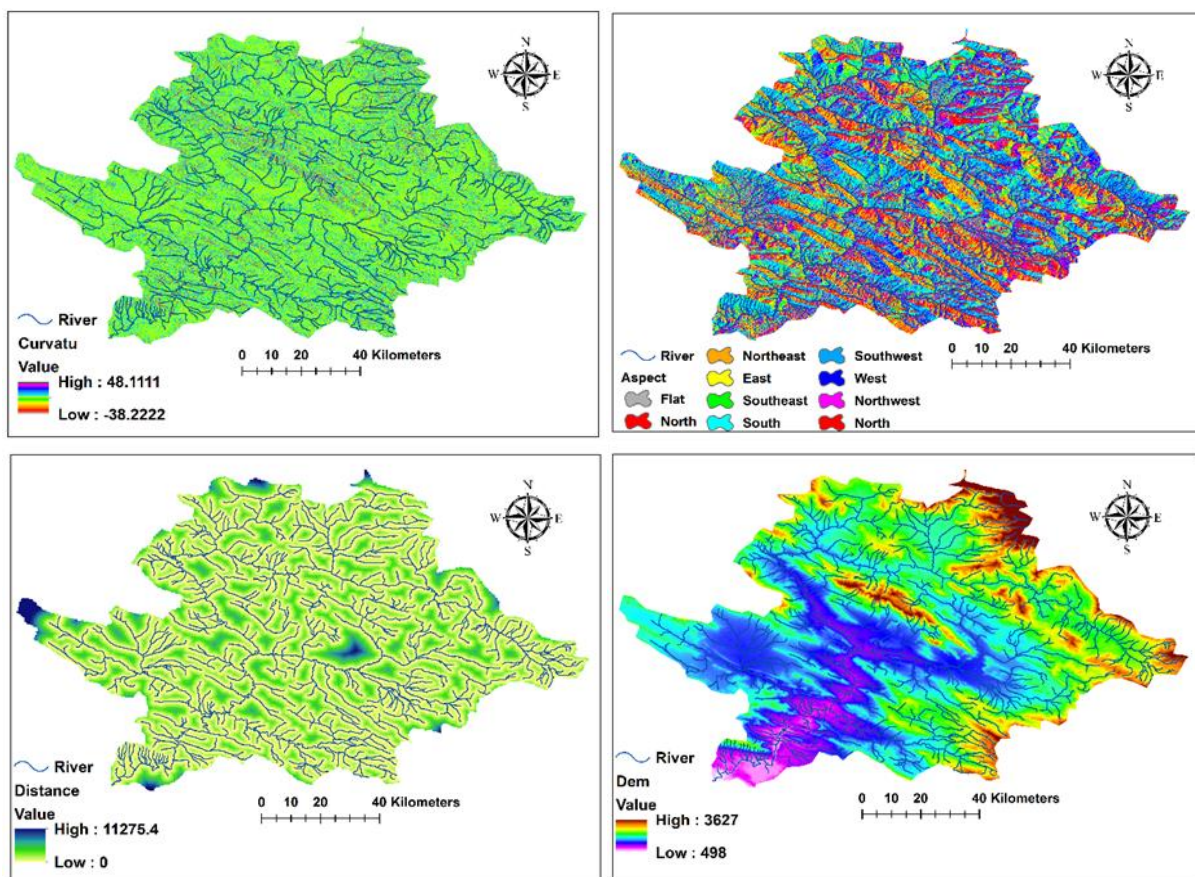 N
W E
S
River
Curvatu
Value
High : 48.1111
Low : -38.2222
0 10 20 40 Kilometers
N
W E
S
River
Aspect
Flat
North
Northeast
East
Southeast
South
Southwest
West
Northwest
North
0 10 20 40 Kilometers
N
W E
S
River
Distance
Value
High : 11275.4
Low : 0
0 10 20 40 Kilometers
N
W E
S
River
Dem
Value
High : 3627
Low : 498
0 10 20 40 Kilometers